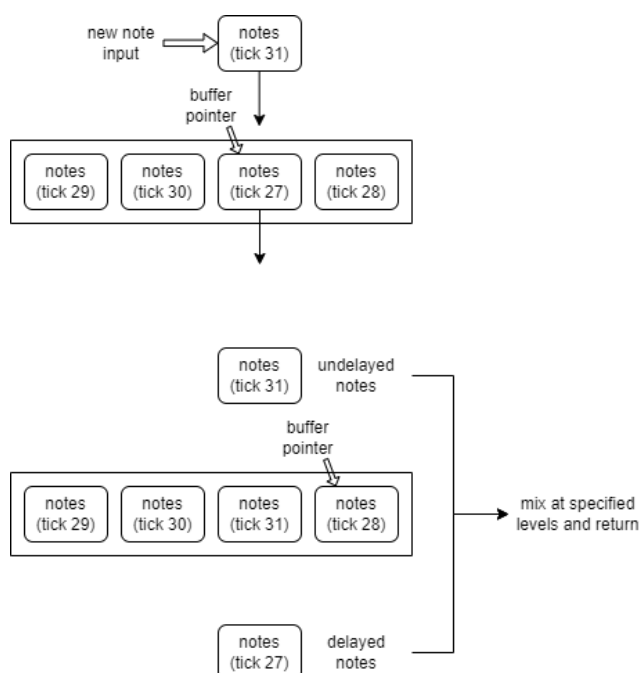 new note
input
notes
(tick 31)
buffer
pointer
notes
(tick 29)
notes
(tick 30)
notes
(tick 27)
notes
(tick 28)
notes
(tick 31)
undelayed
notes
buffer
pointer
notes
(tick 29)
notes
(tick 30)
notes
(tick 31)
notes
(tick 28)
mix at specified
levels and return
notes
(tick 27)
delayed
notes